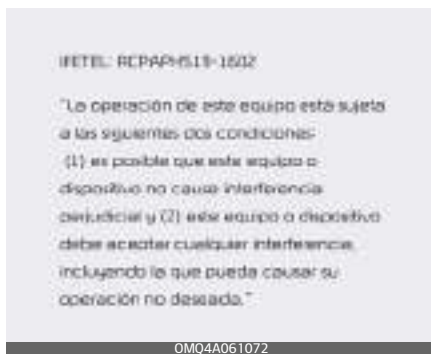 IFETEL: RCPAPH519-1602
"La operación de este equipo está sujeta
a las siguientes dos condiciones:
(1) es posible que este equipo o
dispositivo no cause interferencia
perjudicial y (2) este equipo o dispositivo
debe aceptar cualquier interferencia,
incluyendo la que pueda causar su
operación no deseada."
OMQ4A061072